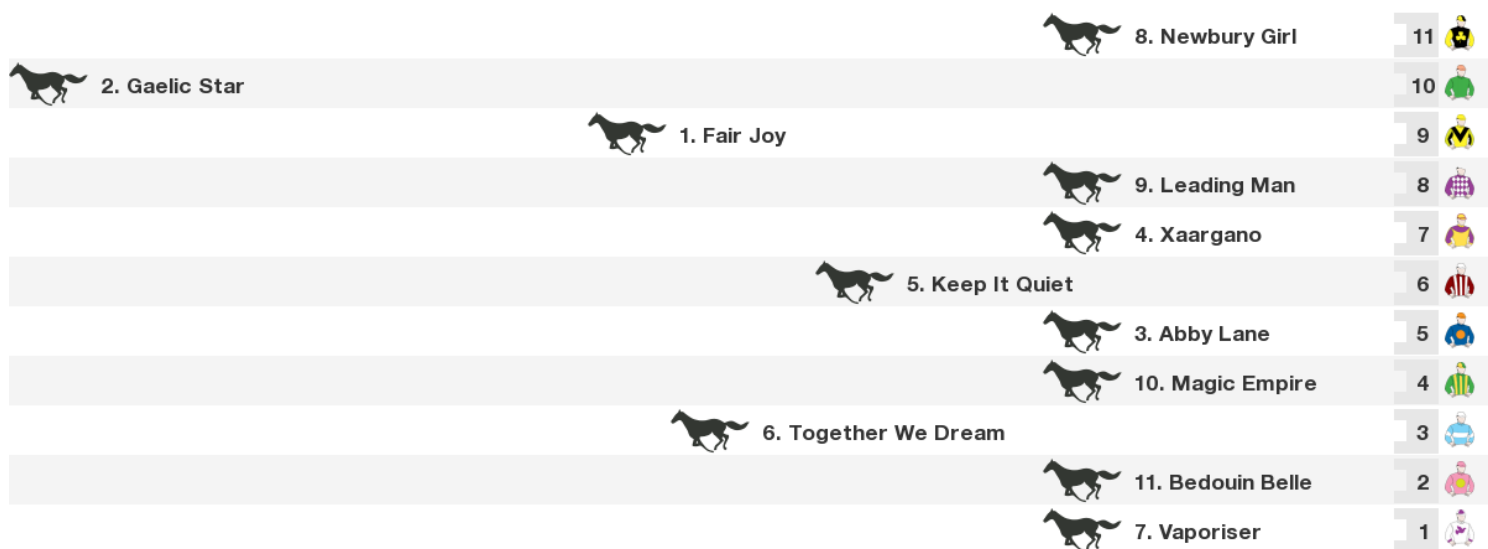 8. Newbury Girl 11
2. Gaelic Star 10
1. Fair Joy 9
9. Leading Man 8
4. Xaargano 7
5. Keep It Quiet 6
3. Abby Lane 5
10. Magic Empire 4
6. Together We Dream 3
11. Bedouin Belle 2
7. Vaporiser 1